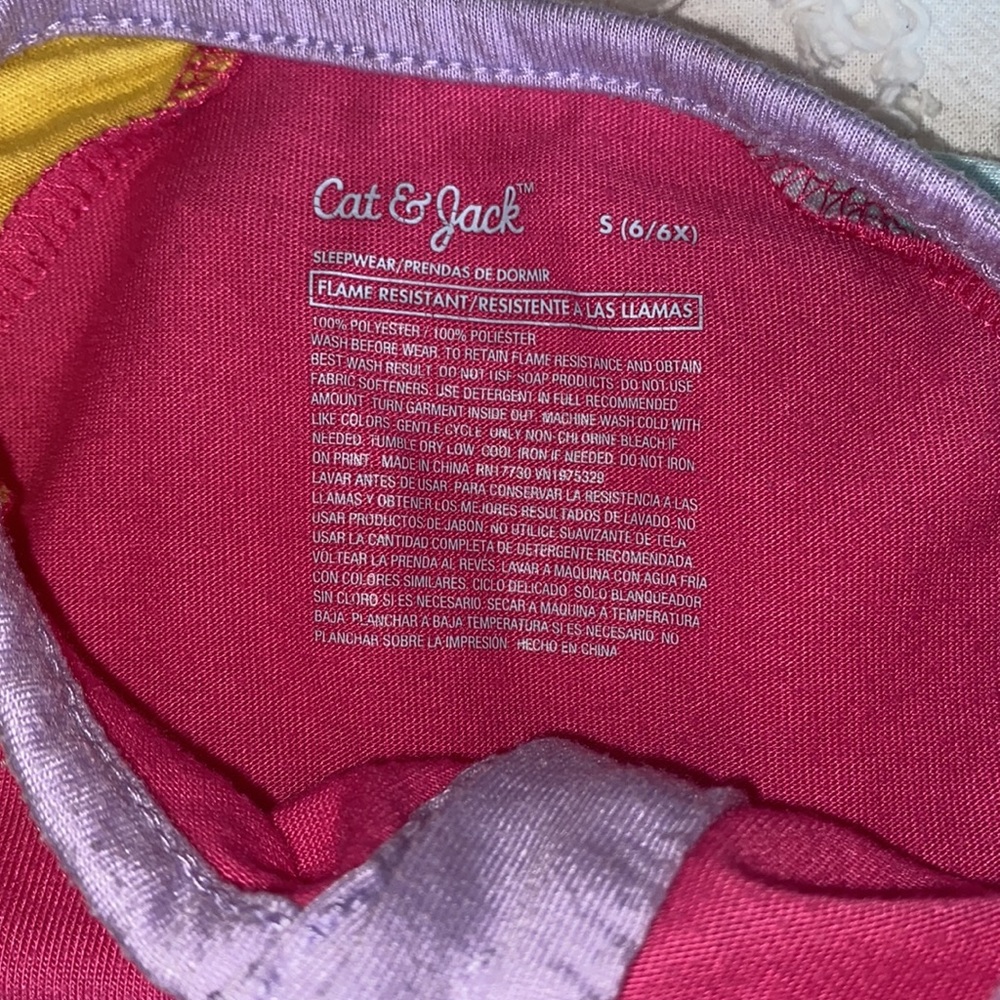 Cat & Jack™
S (6/6X)
SLEEPWEAR/PRENDAS DE DORMIR
FLAME RESISTANT/RESISTENTE A LAS LLAMAS
100% POLYESTER / 100% POLIESTER
WASH BEFORE WEAR. TO RETAIN FLAME RESISTANCE AND OBTAIN
BEST WASH RESULT. DO NOT USE SOAP PRODUCTS. DO NOT USE
FABRIC SOFTENERS. USE DETERGENT IN FULL RECOMMENDED
AMOUNT. TURN GARMENT INSIDE OUT. MACHINE WASH COLD WITH
LIKE COLORS. GENTLE CYCLE. ONLY NON-CHLORINE BLEACH IF
NEEDED. TUMBLE DRY LOW. COOL IRON IF NEEDED. DO NOT IRON
ON PRINT. MADE IN CHINA. RN17730 VN1975329
LAVAR ANTES DE USAR. PARA CONSERVAR LA RESISTENCIA A LAS
LLAMAS Y OBTENER LOS MEJORES RESULTADOS DE LAVADO. NO
USAR PRODUCTOS DE JABON. NO UTILICE SUAVIZANTE DE TELA.
USAR LA CANTIDAD COMPLETA DE DETERGENTE RECOMENDADA.
VOLTEAR LA PRENDA AL REVÉS. LAVAR A MAQUINA CON AGUA FRÍA
CON COLORES SIMILARES. CICLO DELICADO. SOLO BLANQUEADOR
SIN CLORO SI ES NECESARIO. SECAR A MAQUINA A TEMPERATURA
BAJA. PLANCHAR A BAJA TEMPERATURA SI ES NECESARIO. NO
PLANCHAR SOBRE LA IMPRESIÓN. HECHO EN CHINA